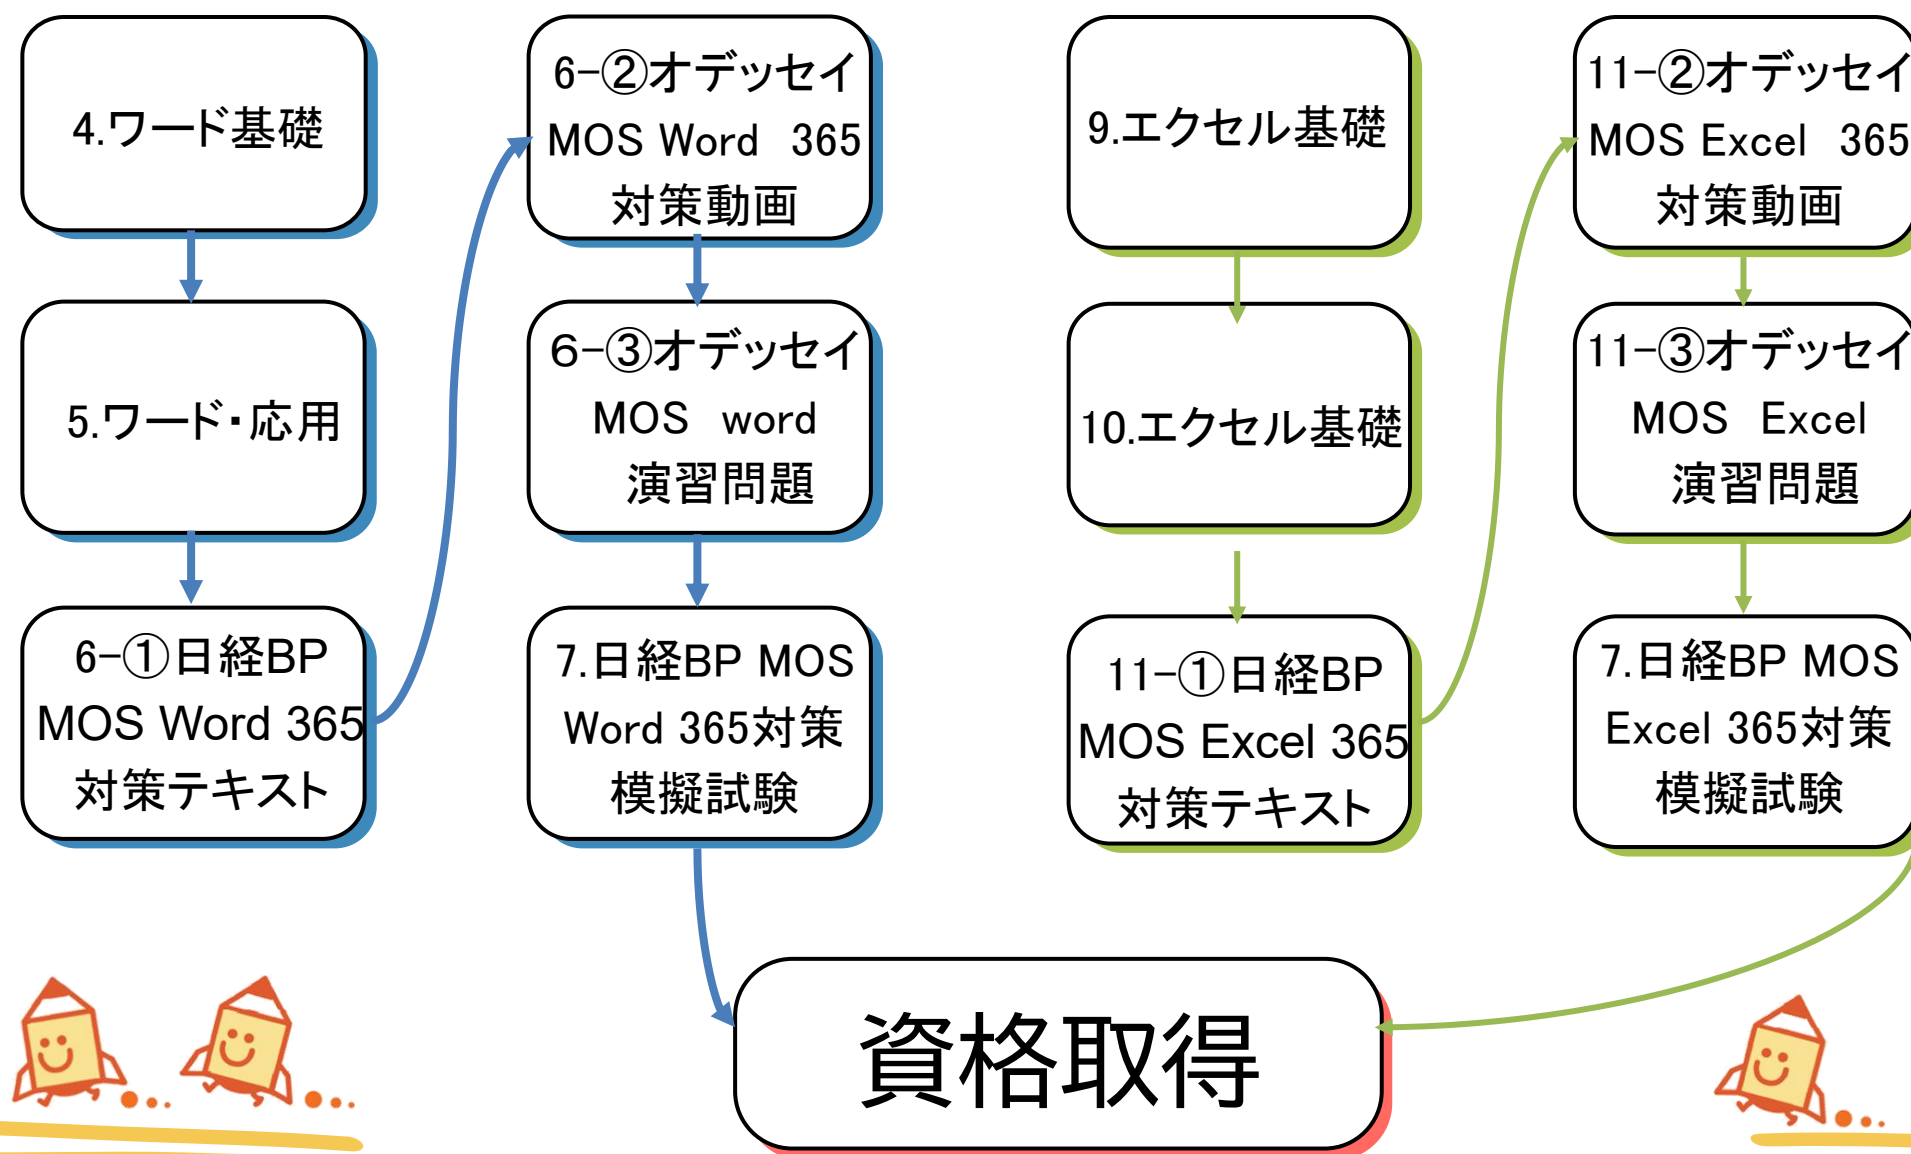 4.ワード基礎
5.ワード・応用
6-①日経BP
MOS Word 365
対策テキスト
6-②オデッセイ
MOS Word　365
対策動画
６-③オデッセイ
MOS　word
演習問題
7.日経BP MOS
Word 365対策
模擬試験
9.エクセル基礎
10.エクセル基礎
11-①日経BP
MOS Excel 365
対策テキスト
11-②オデッセイ
MOS Excel　365
対策動画
11-③オデッセイ
MOS　Excel
演習問題
7.日経BP MOS
Excel 365対策
模擬試験
資格取得